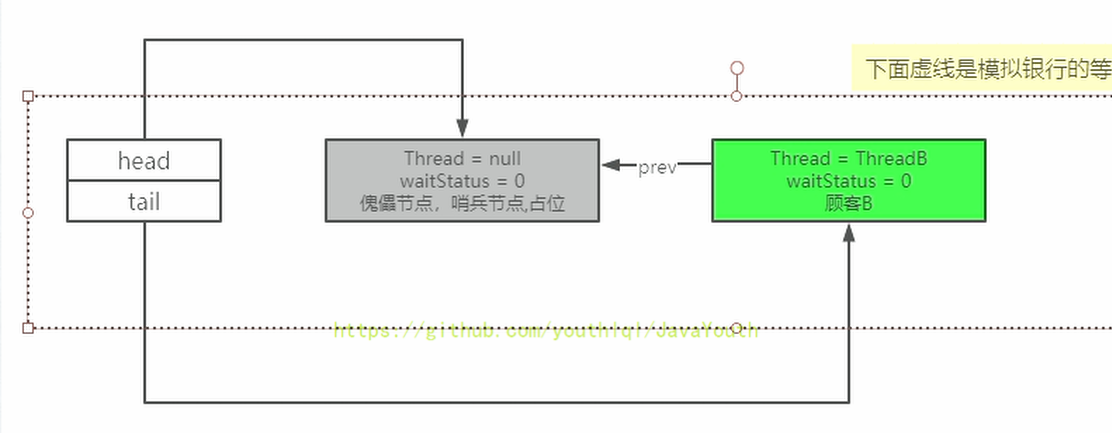 下面虚线是模拟银行的等
head
tail
Thread = null
waitStatus = 0
傀儡节点，哨兵节点,占位
prev
Thread = ThreadB
waitStatus = 0
顾客B
https://github.com/youthlql/JavaYouth